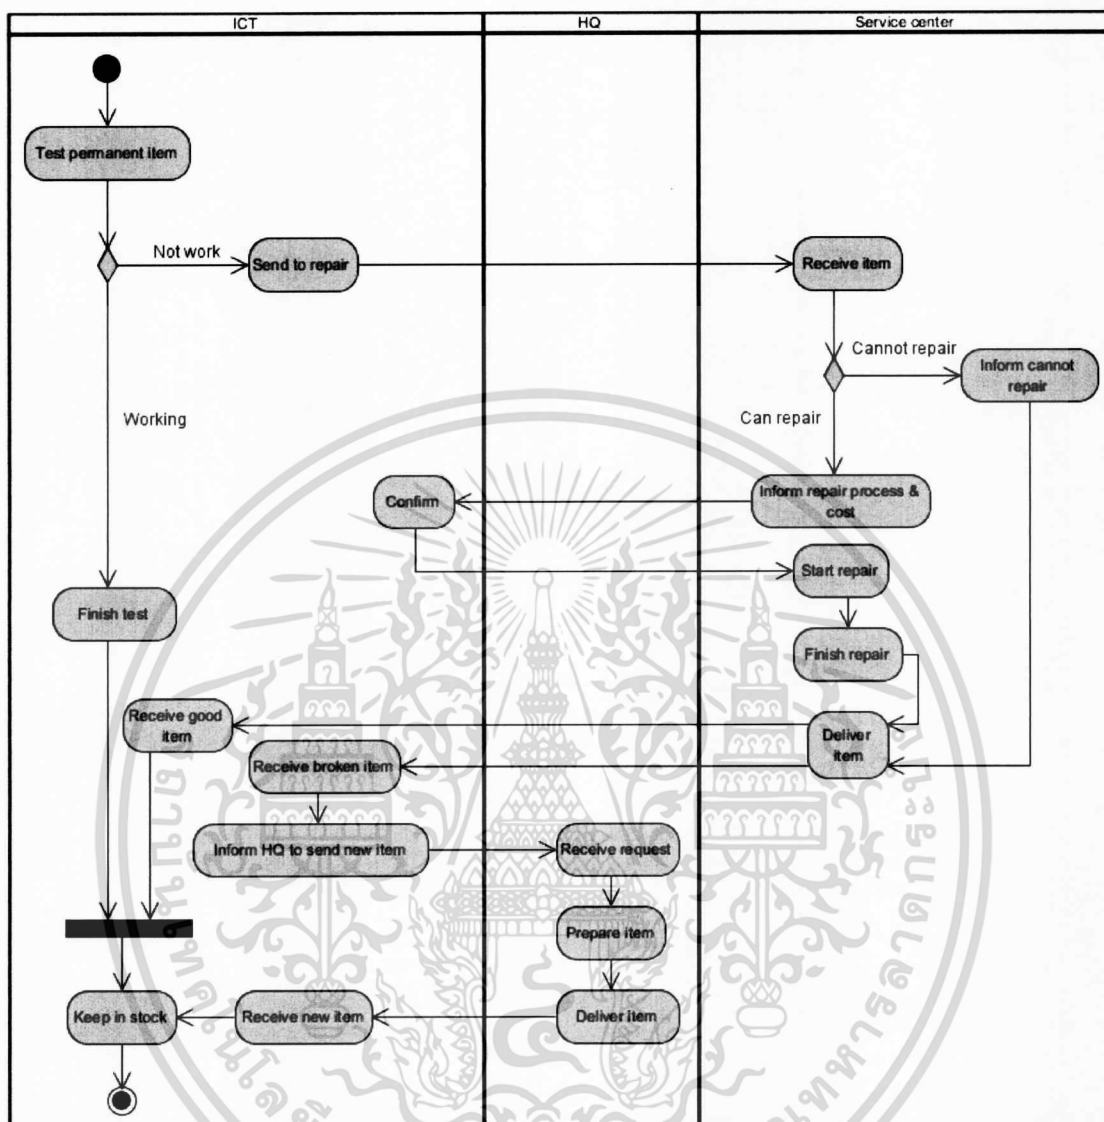 ICT
HQ
Service center
Test permanent item
Not work
Send to repair
Receive item
Cannot repair
Inform cannot
repair
Working
Can repair
Confirm
Inform repair process &
cost
Start repair
Finish test
Finish repair
Receive good
item
Deliver
item
Receive broken item
Inform HQ to send new item
Receive request
Prepare item
Keep in stock
Receive new item
Deliver item